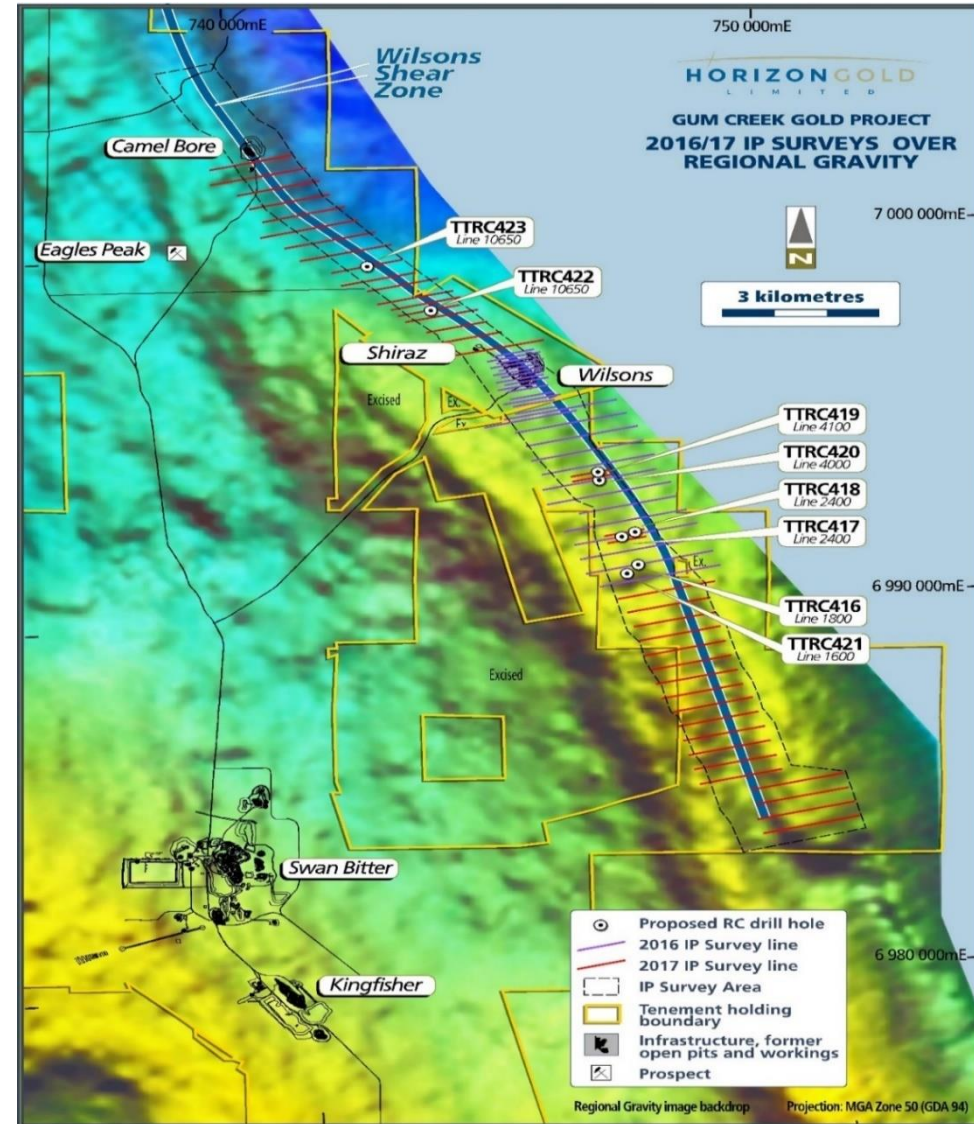 740 000mE
750 000mE
Wilsons
Shear
Zone
HORIZON GOLD
LIMITED
GUM CREEK GOLD PROJECT
2016/17 IP SURVEYS OVER
REGIONAL GRAVITY
Camel Bore
7 000 000mN
TTRC423
Line 10650
Eagles Peak
N
TTRC422
Line 10650
3 kilometres
Shiraz
Wilsons
Excised
Ex.
Ex.
TTRC419
Line 4100
TTRC420
Line 4000
TTRC418
Line 2400
TTRC417
Line 2400
Ex.
6 990 000mE
TTRC416
Line 1800
TTRC421
Line 1600
Excised
Swan Bitter
Kingfisher
6 980 000mN
Proposed RC drill hole
2016 IP Survey line
2017 IP Survey line
IP Survey Area
Tenement holding
boundary
Infrastructure, former
open pits and workings
Prospect
Regional Gravity image backdrop
Projection: MGA Zone 50 (GDA 94)